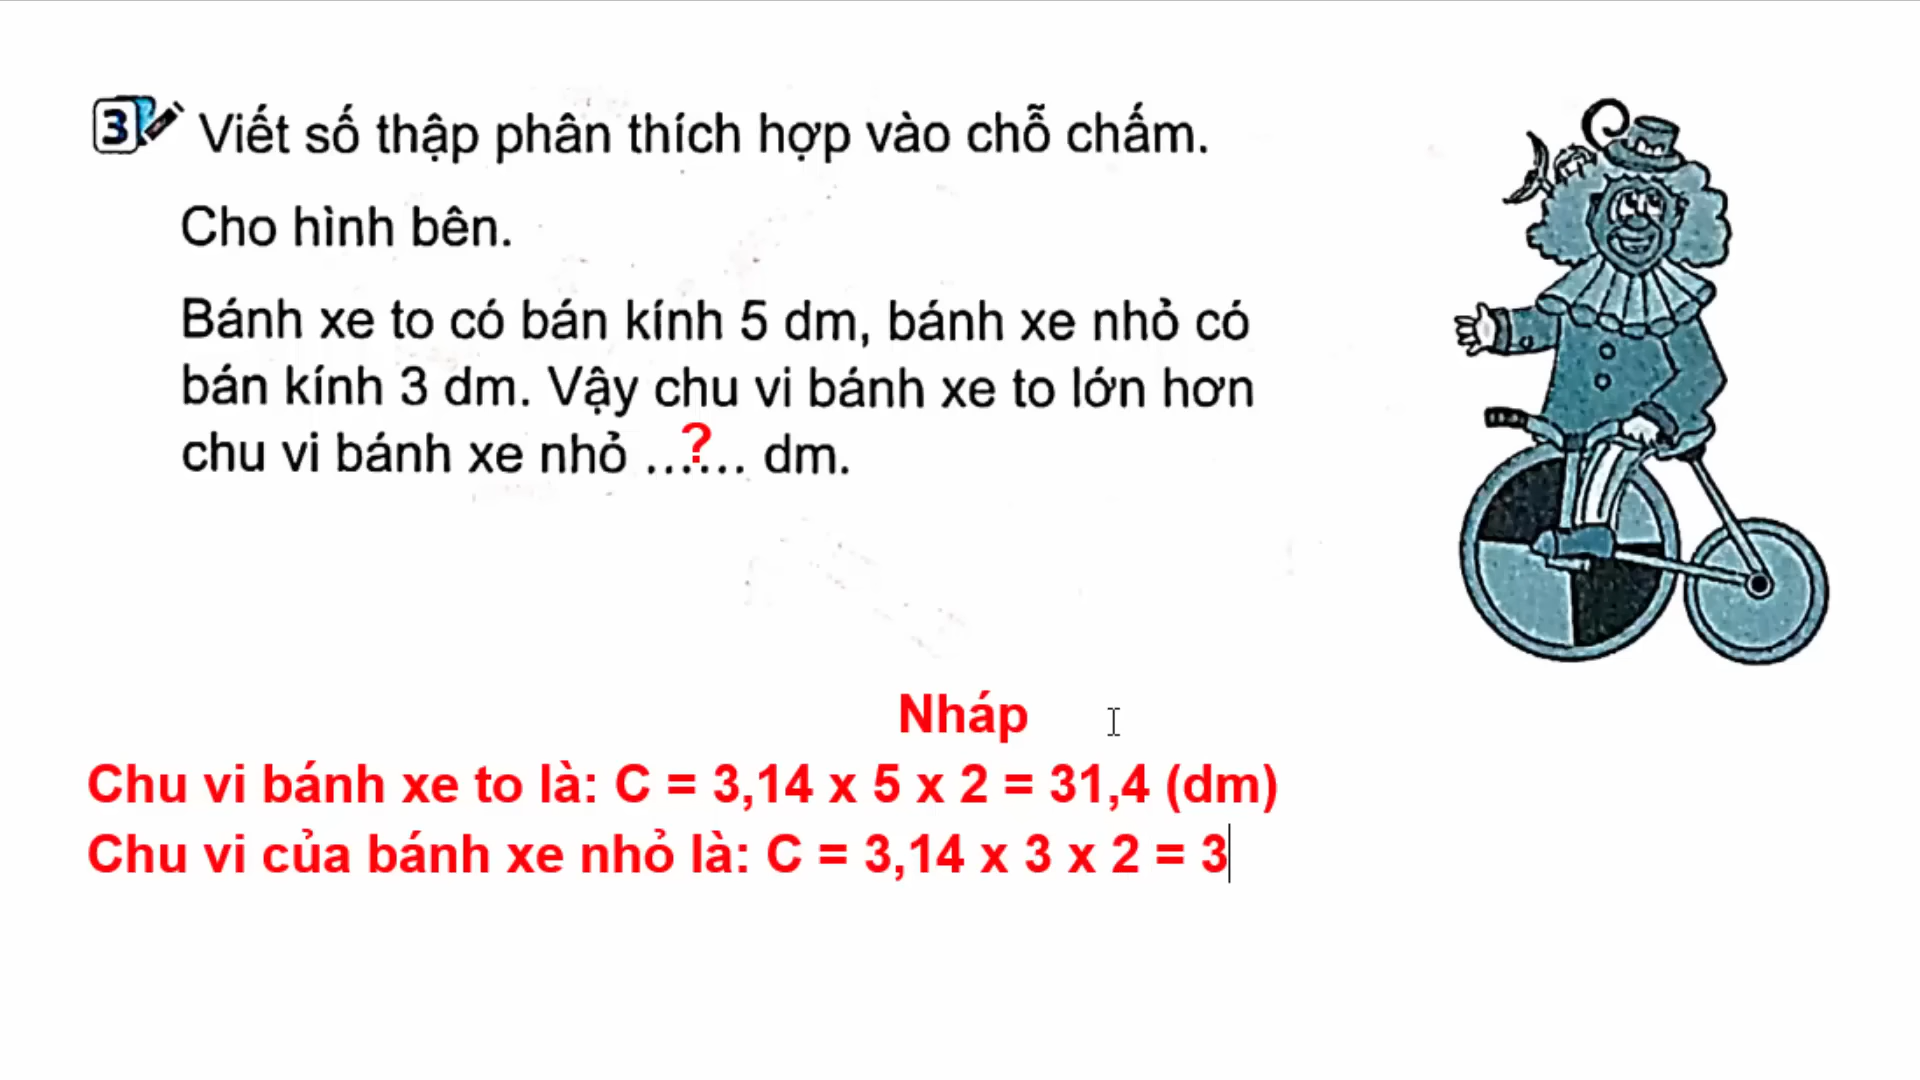 3 Viết số thập phân thích hợp vào chỗ chấm.
Cho hình bên.
Bánh xe to có bán kính 5 dm, bánh xe nhỏ có
bán kính 3 dm. Vậy chu vi bánh xe to lớn hơn
chu vi bánh xe nhỏ ...?... dm.
Nháp
Chu vi bánh xe to là: C = 3,14 x 5 x 2 = 31,4 (dm)
Chu vi của bánh xe nhỏ là: C = 3,14 x 3 x 2 = 3